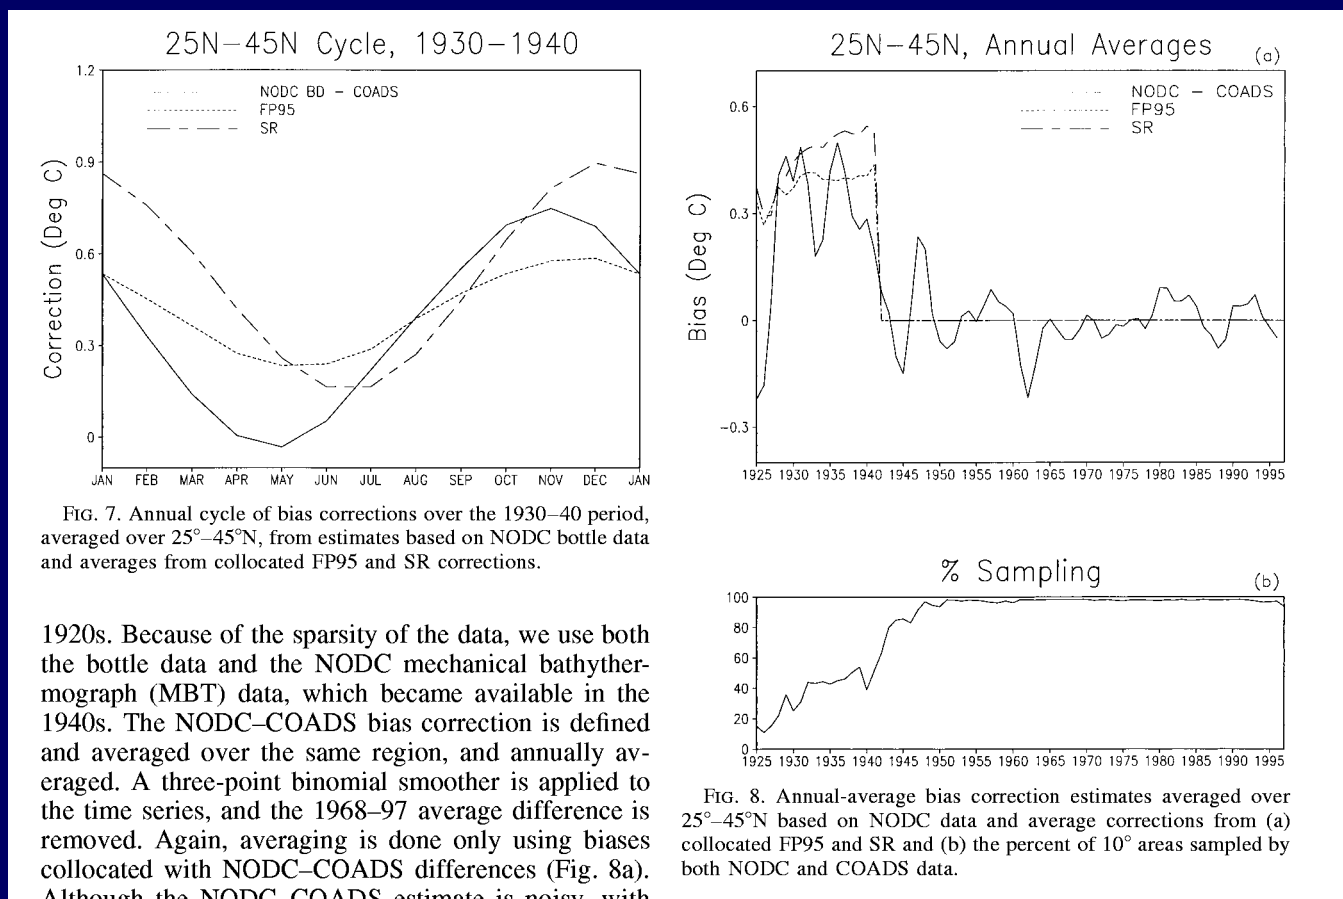 25N–45N Cycle, 1930–1940
1.2
0.9
0.6
0.3
0
Correction (Deg C)
NODC BD – COADS
FP95
SR
JAN FEB MAR APR MAY JUN JUL AUG SEP OCT NOV DEC JAN
FIG. 7. Annual cycle of bias corrections over the 1930–40 period,
averaged over 25°–45°N, from estimates based on NODC bottle data
and averages from collocated FP95 and SR corrections.
1920s. Because of the sparsity of the data, we use both
the bottle data and the NODC mechanical bathyther-
mograph (MBT) data, which became available in the
1940s. The NODC–COADS bias correction is defined
and averaged over the same region, and annually av-
eraged. A three-point binomial smoother is applied to
the time series, and the 1968–97 average difference is
removed. Again, averaging is done only using biases
collocated with NODC–COADS differences (Fig. 8a).
Although the NODC–COADS estimate is noisy, with
25N–45N, Annual Averages (a)
0.6
0.3
0
−0.3
Bias (Deg C)
NODC – COADS
FP95
SR
1925 1930 1935 1940 1945 1950 1955 1960 1965 1970 1975 1980 1985 1990 1995
% Sampling (b)
100
80
60
40
20
0
1925 1930 1935 1940 1945 1950 1955 1960 1965 1970 1975 1980 1985 1990 1995
FIG. 8. Annual-average bias correction estimates averaged over
25°–45°N based on NODC data and average corrections from (a)
collocated FP95 and SR and (b) the percent of 10° areas sampled by
both NODC and COADS data.